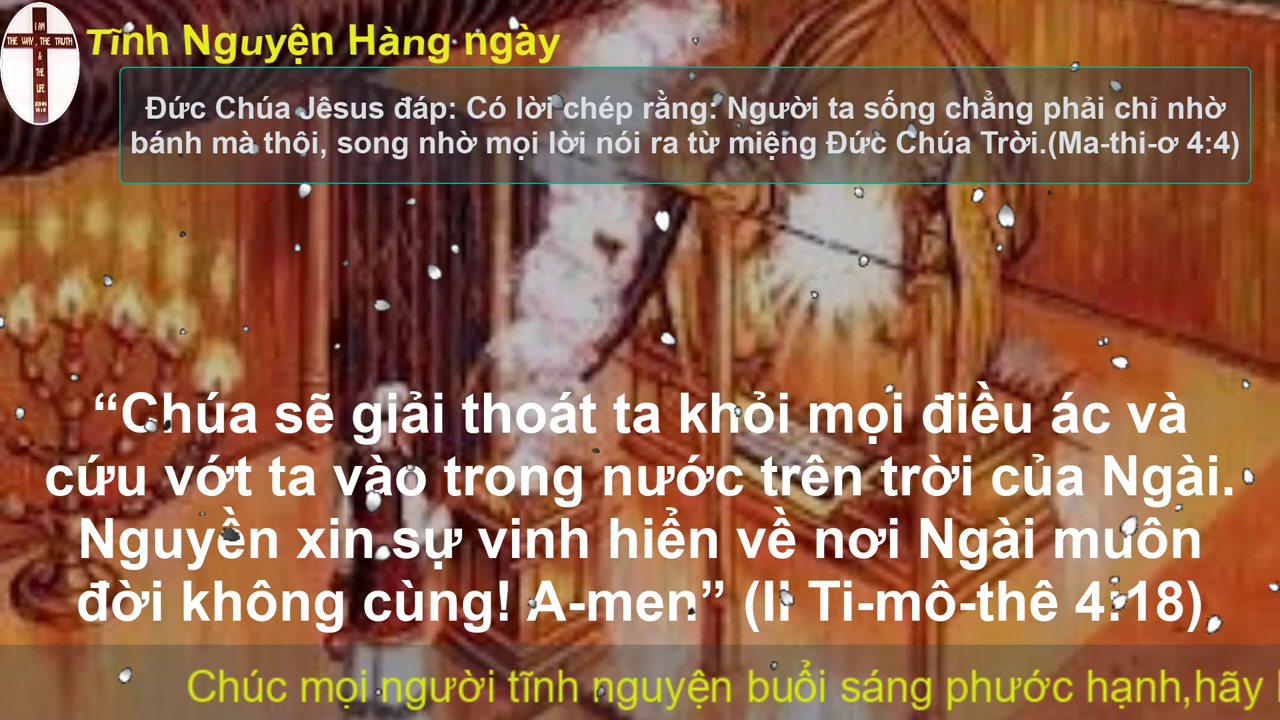 I AM
THE WAY, THE TRUTH
&
THE
LIFE
JOHN
Tĩnh Nguyện Hàng ngày
Đức Chúa Jêsus đáp: Có lời chép rằng: Người ta sống chẳng phải chỉ nhờ
bánh mà thôi, song nhờ mọi lời nói ra từ miệng Đức Chúa Trời.(Ma-thi-ơ 4:4)
“Chúa sẽ giải thoát ta khỏi mọi điều ác và
cứu vớt ta vào trong nước trên trời của Ngài.
Nguyền xin sự vinh hiển về nơi Ngài muôn
đời không cùng! A-men” (Ii Ti-mô-thê 4:18)
Chúc mọi người tĩnh nguyện buổi sáng phước hạnh,hãy